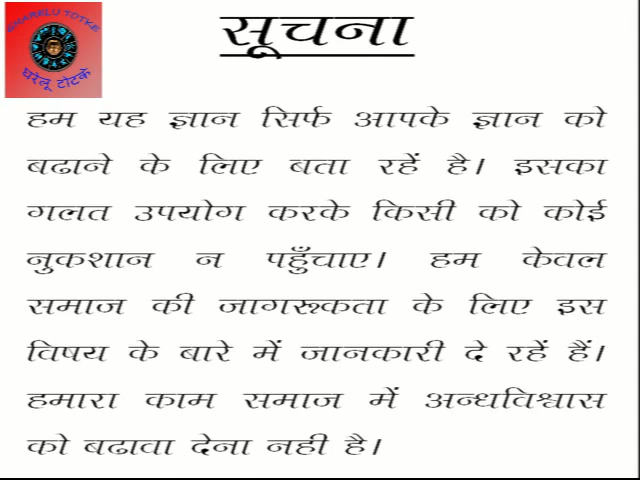 GHARELU TOTKE
घरेलू टोटके
सूचना
हम यह ज्ञान सिर्फ आपके ज्ञान को
बढाने के लिए बता रहें है। इसका
गलत उपयोग करके किसी को कोई
नुकशान न पहुँचाए। हम केवल
समाज की जागरूकता के लिए इस
विषय के बारे में जानकारी दे रहें हैं।
हमारा काम समाज में अन्धविश्वास
को बढावा देना नही है।